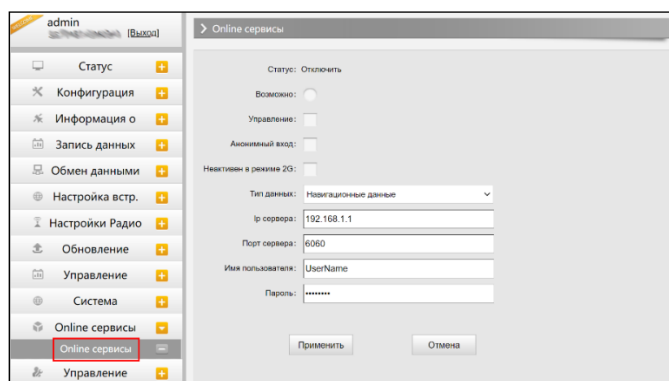 admin
[Выход]
Статус
Конфигурация
Информация о
Запись данных
Обмен данными
Настройка встр.
Настройки Радио
Обновление
Управление
Система
Online сервисы
Online сервисы
Управление
Online сервисы
Статус: Отключить
Возможно:
Управление:
Анонимный вход:
Неактивен в режиме 2G:
Тип данных: Навигационные данные
Ip сервера: 192.168.1.1
Порт сервера: 6060
Имя пользователя: UserName
Пароль: ••••••••
Применить Отмена